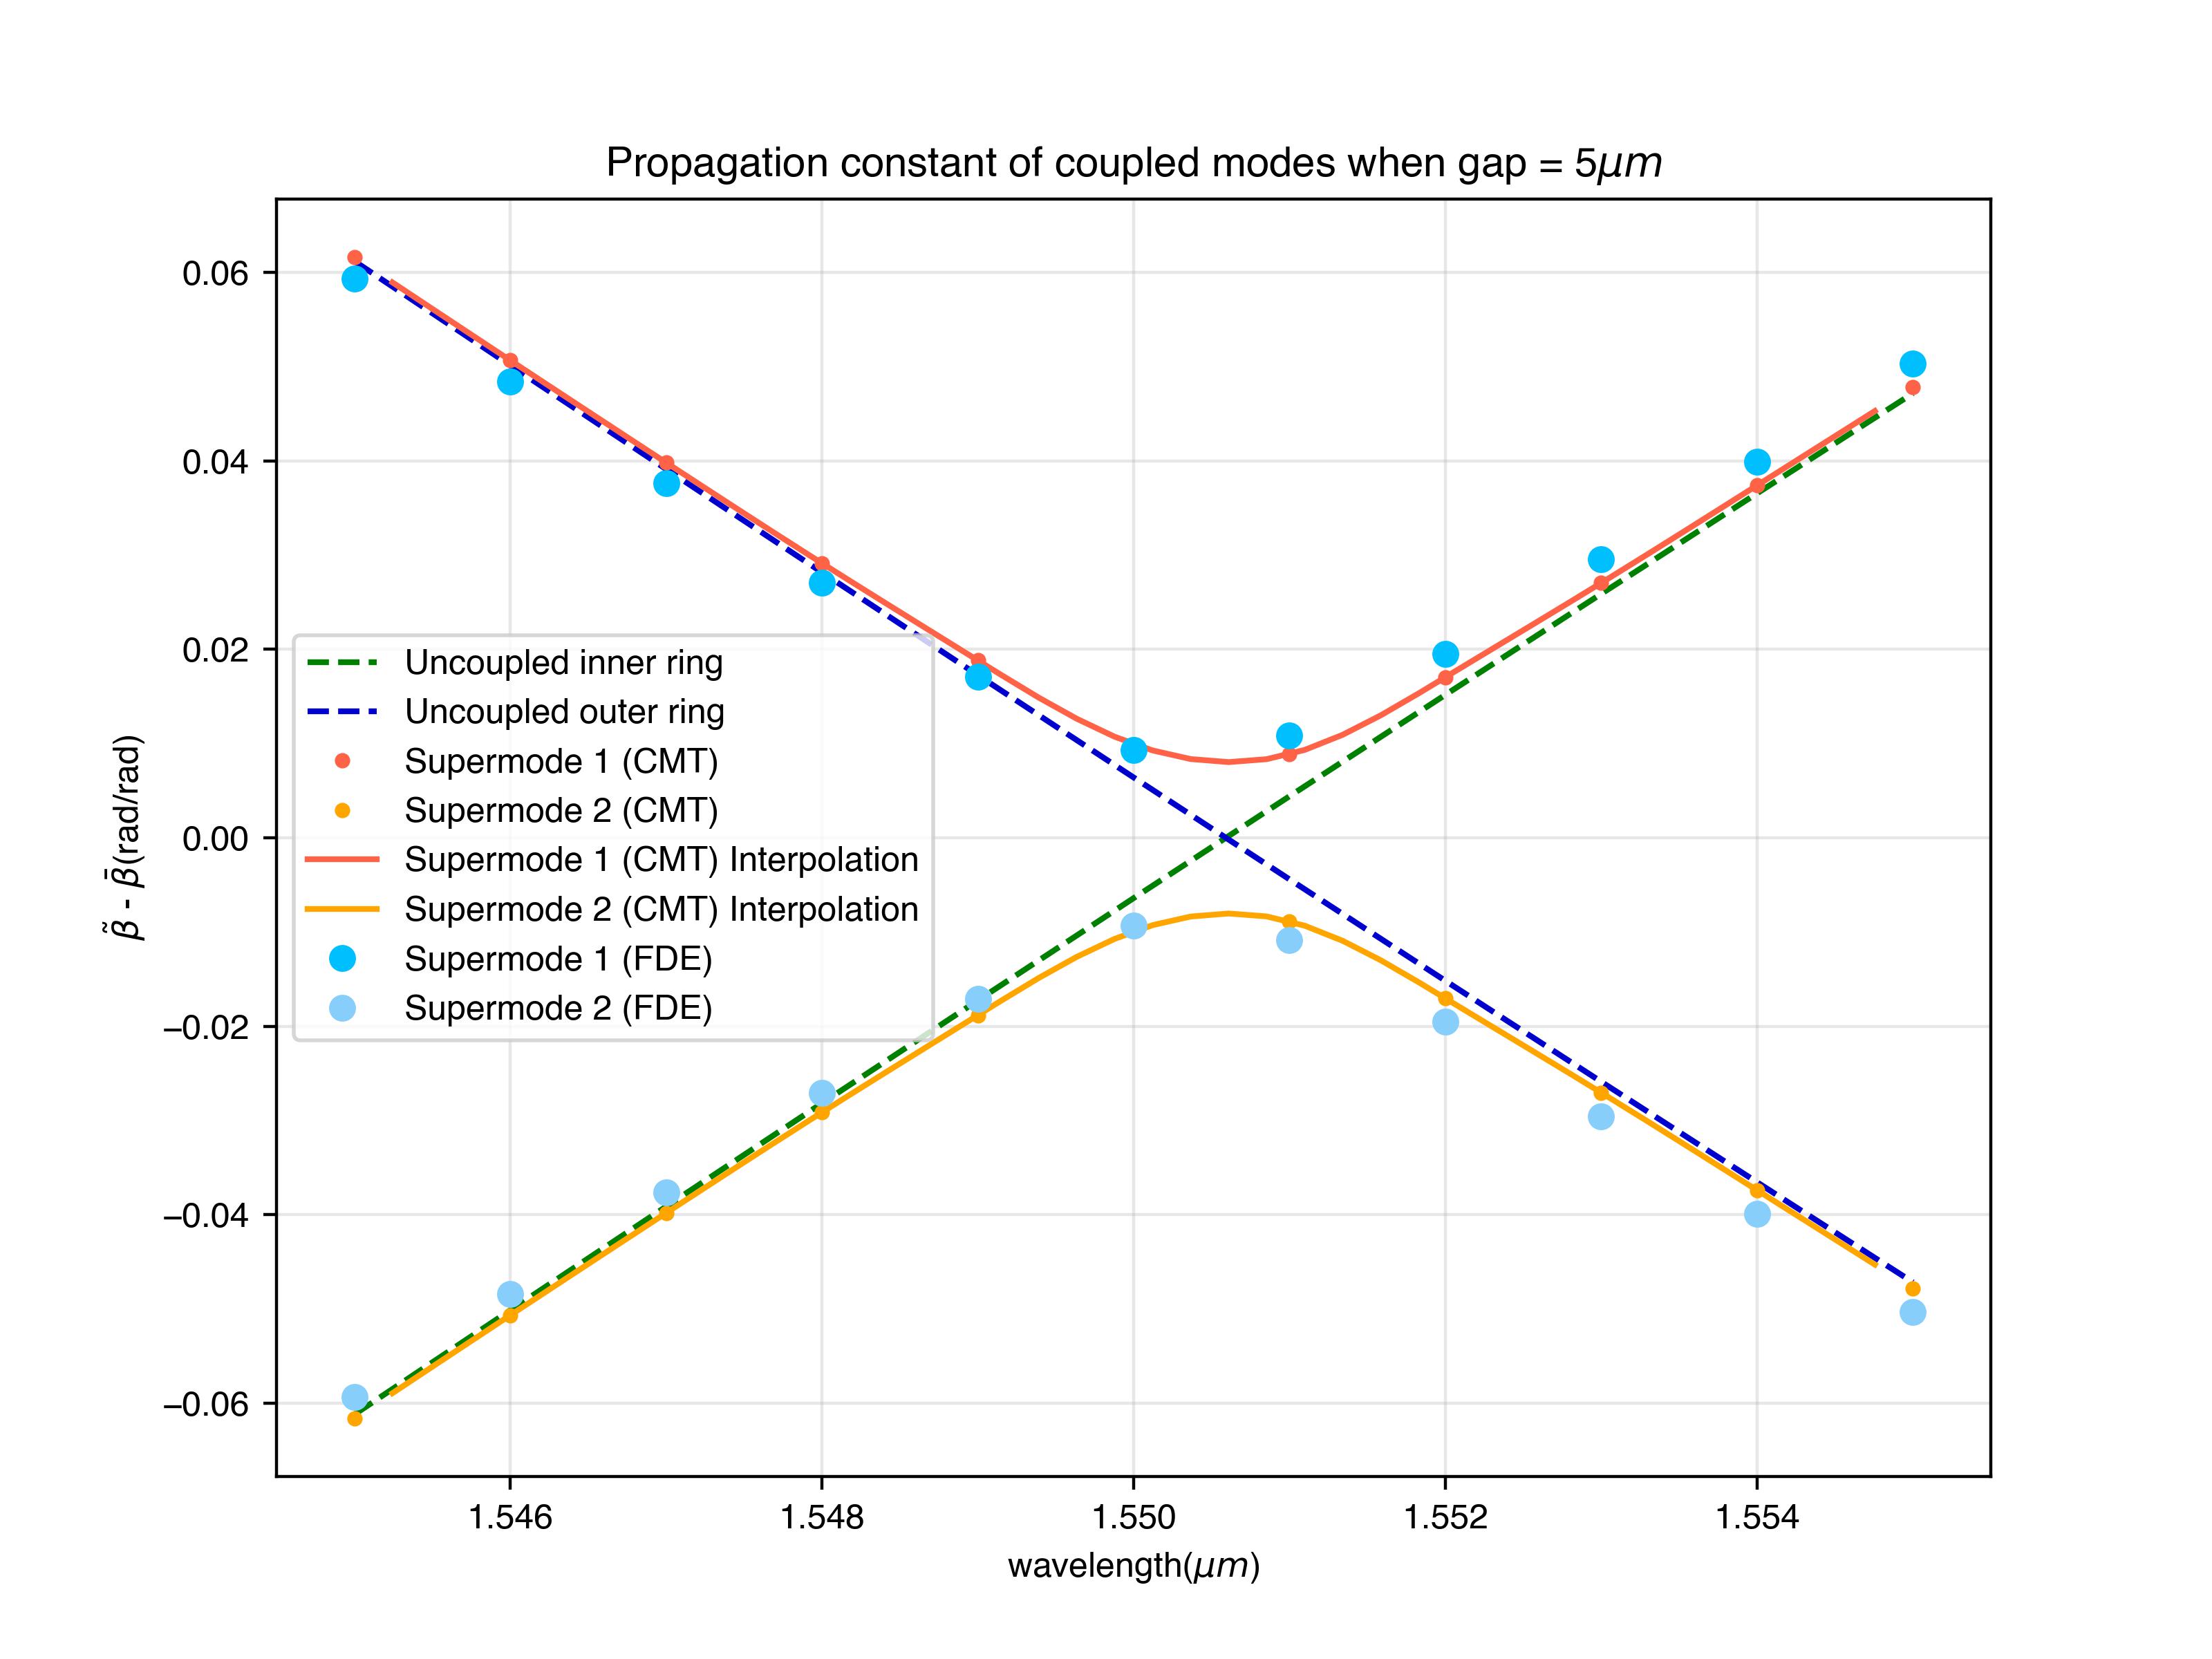 Propagation constant of coupled modes when gap = 5μm
0.06
0.04
0.02
0.00
−0.02
−0.04
−0.06
β̃ - β̄(rad/rad)
Uncoupled inner ring
Uncoupled outer ring
Supermode 1 (CMT)
Supermode 2 (CMT)
Supermode 1 (CMT) Interpolation
Supermode 2 (CMT) Interpolation
Supermode 1 (FDE)
Supermode 2 (FDE)
1.546 1.548 1.550 1.552 1.554
wavelength(μm)